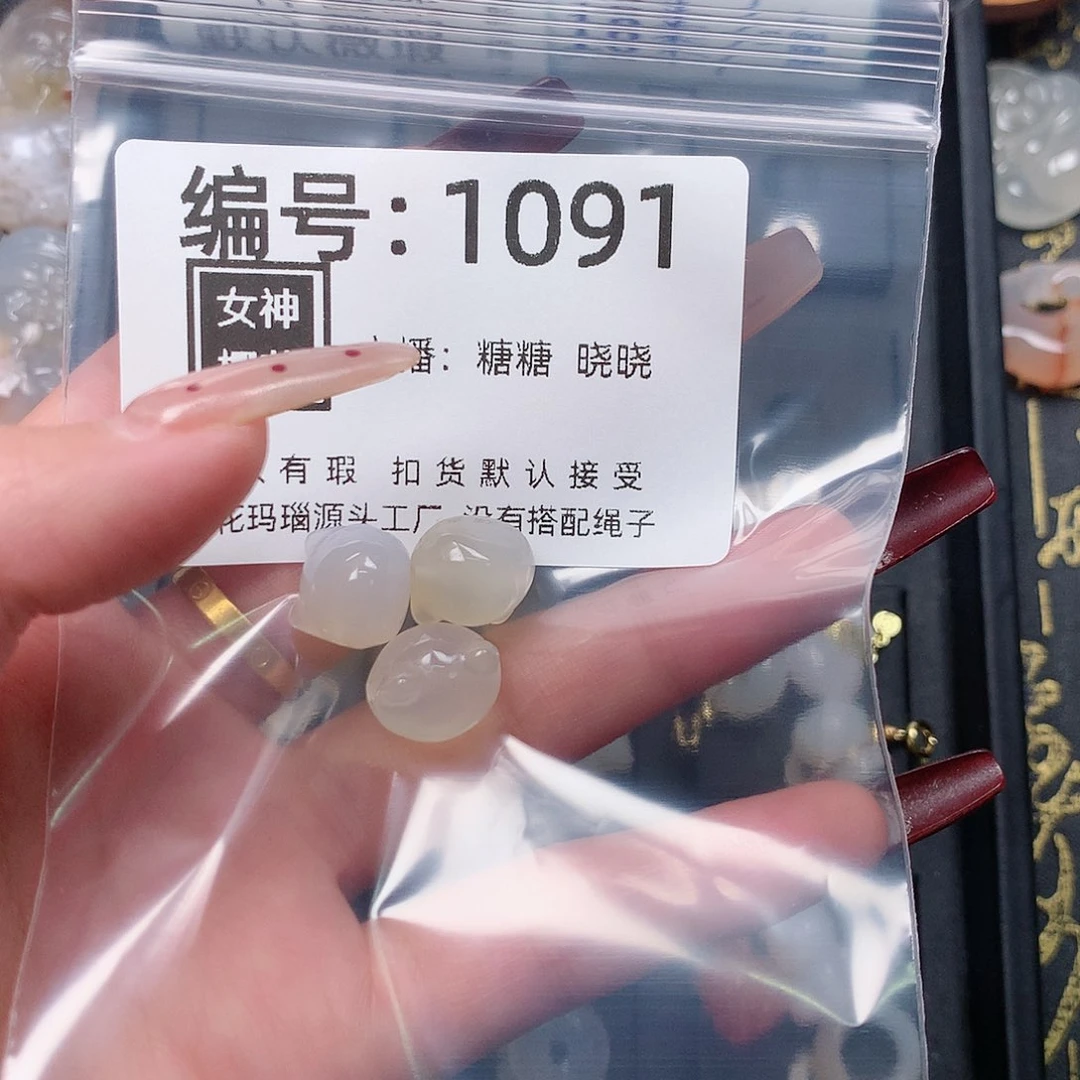 编号：1091
女神
播：糖糖 晓晓
有瑕 扣货默认接受
花玛瑙源头工厂 没有搭配绳子